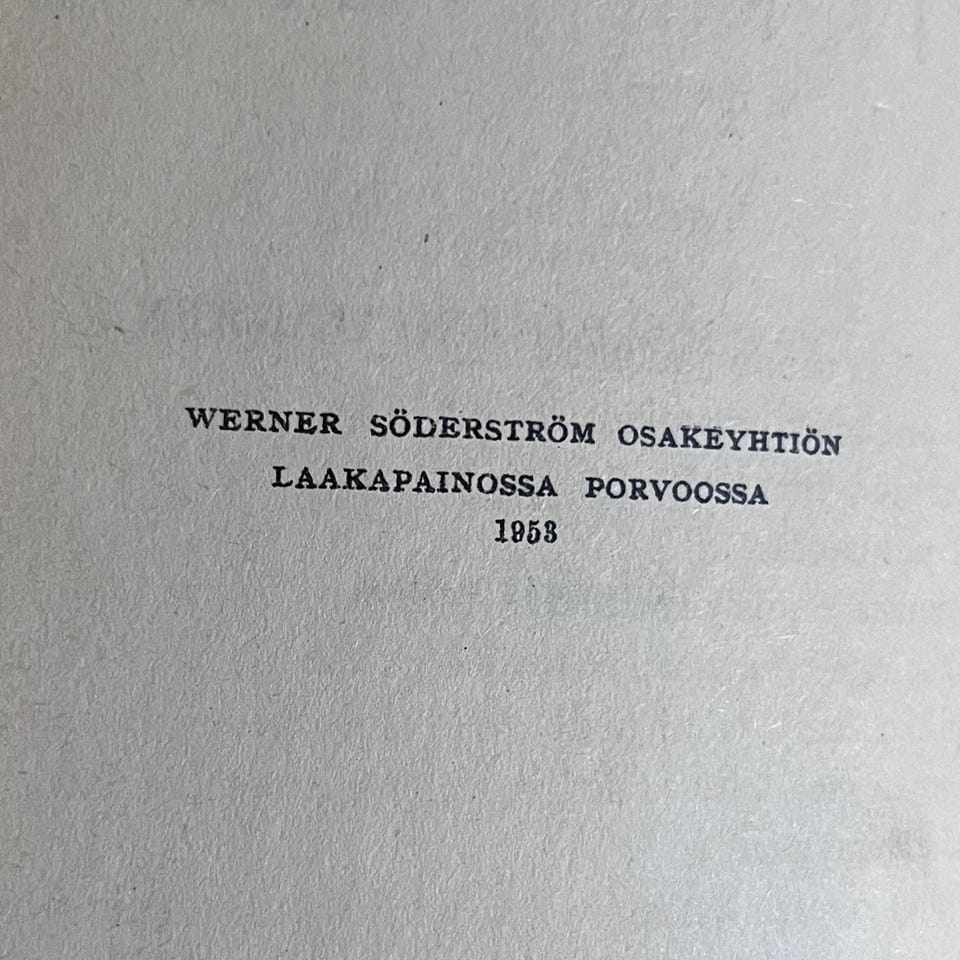 WERNER SÖDERSTRÖM OSAKEYHTIÖN
LAAKAPAINOSSA PORVOOSSA
1953